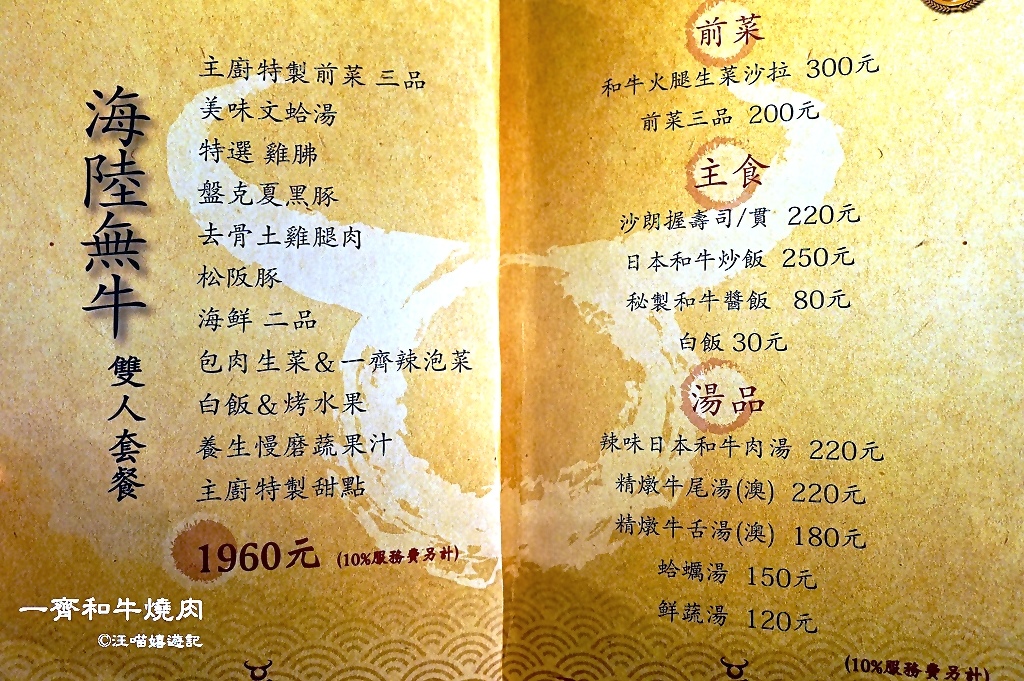 海陸無牛
雙人套餐
主廚特製前菜 三品
美味文蛤湯
特選 雞胇
盤克夏黑豚
去骨土雞腿肉
松阪豚
海鮮 二品
包肉生菜&一齊辣泡菜
白飯&烤水果
養生慢磨蔬果汁
主廚特製甜點
1960元 (10%服務費另計)
一齊和牛燒肉
©汪喵嬉遊記
前菜
和牛火腿生菜沙拉 300元
前菜三品 200元
主食
沙朗握壽司/貫 220元
日本和牛炒飯 250元
秘製和牛醬飯 80元
白飯 30元
湯品
辣味日本和牛肉湯 220元
精燉牛尾湯(澳) 220元
精燉牛舌湯(澳) 180元
蛤蠣湯 150元
鮮蔬湯 120元
(10%服務費另計)